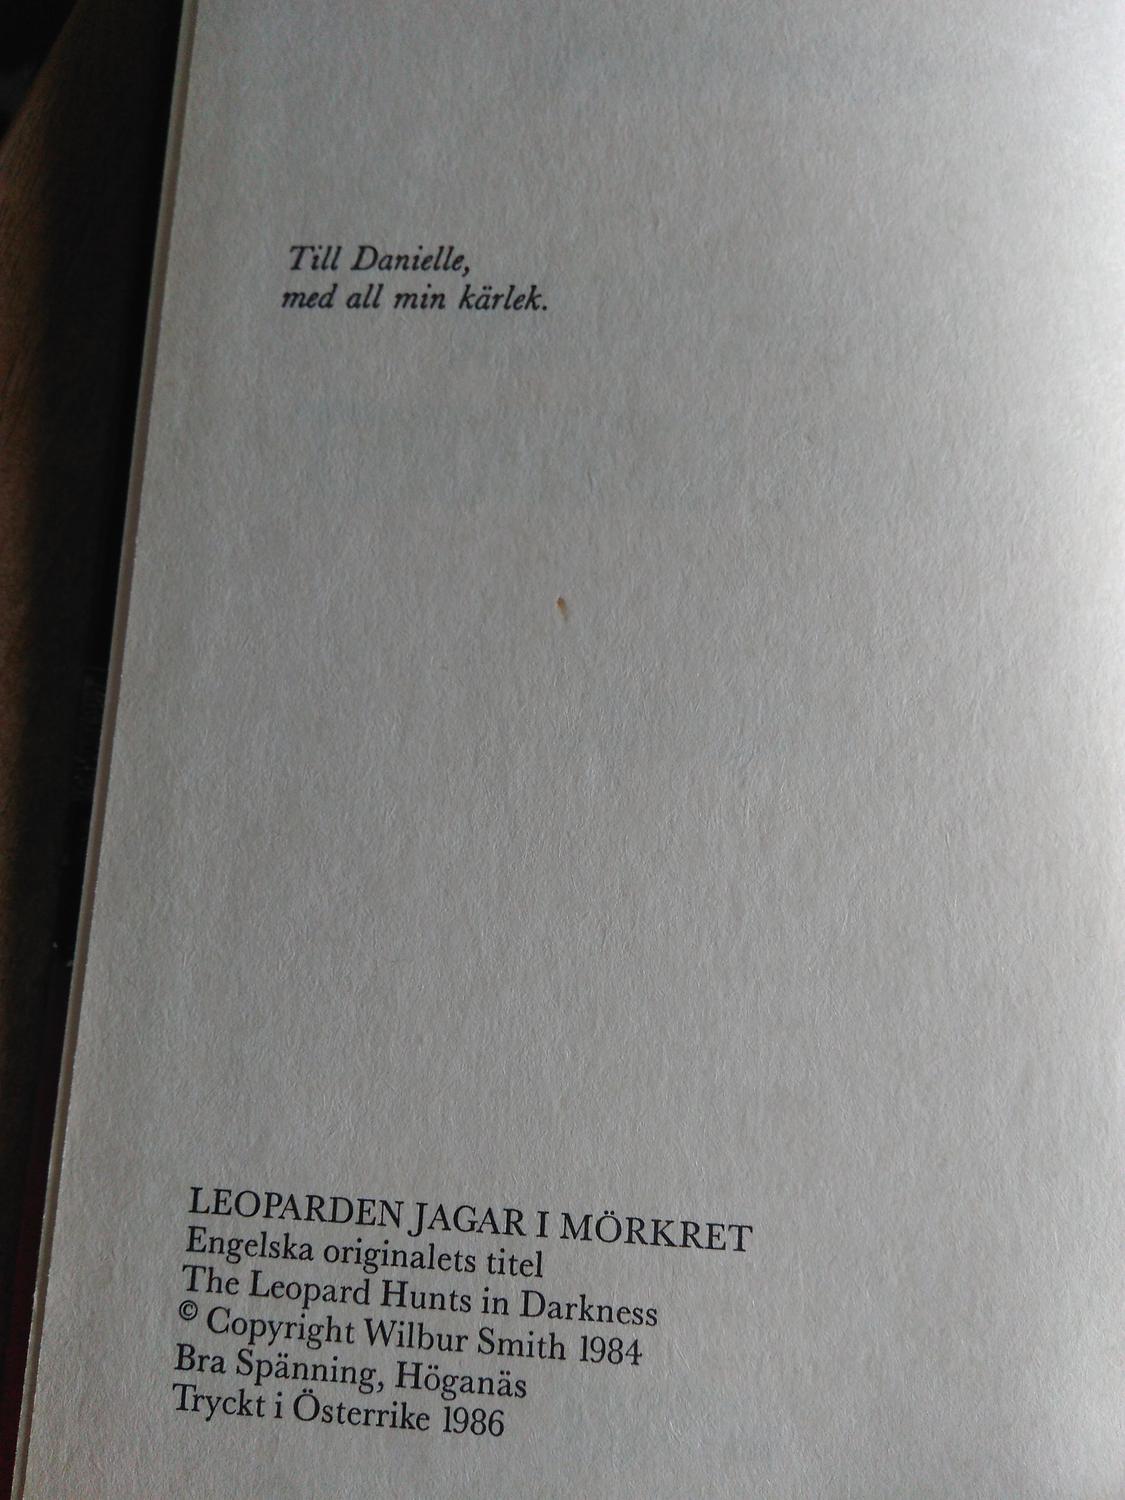 Till Danielle,
med all min kärlek.
LEOPARDEN JAGAR I MÖRKRET
Engelska originalets titel
The Leopard Hunts in Darkness
© Copyright Wilbur Smith 1984
Bra Spänning, Höganäs
Tryckt i Österrike 1986